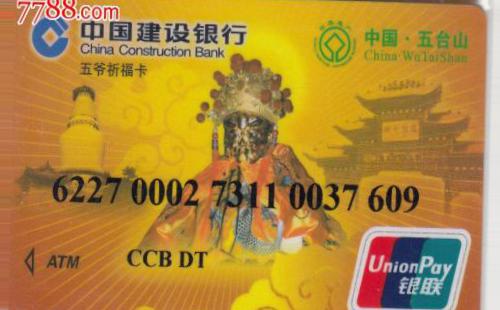 7788.com
中国建设银行
China Construction Bank
五爷祈福卡
中国·五台山
China·WuTaiShan
6227 0002 7311 0037 609
ATM
CCB DT
UnionPay
银联